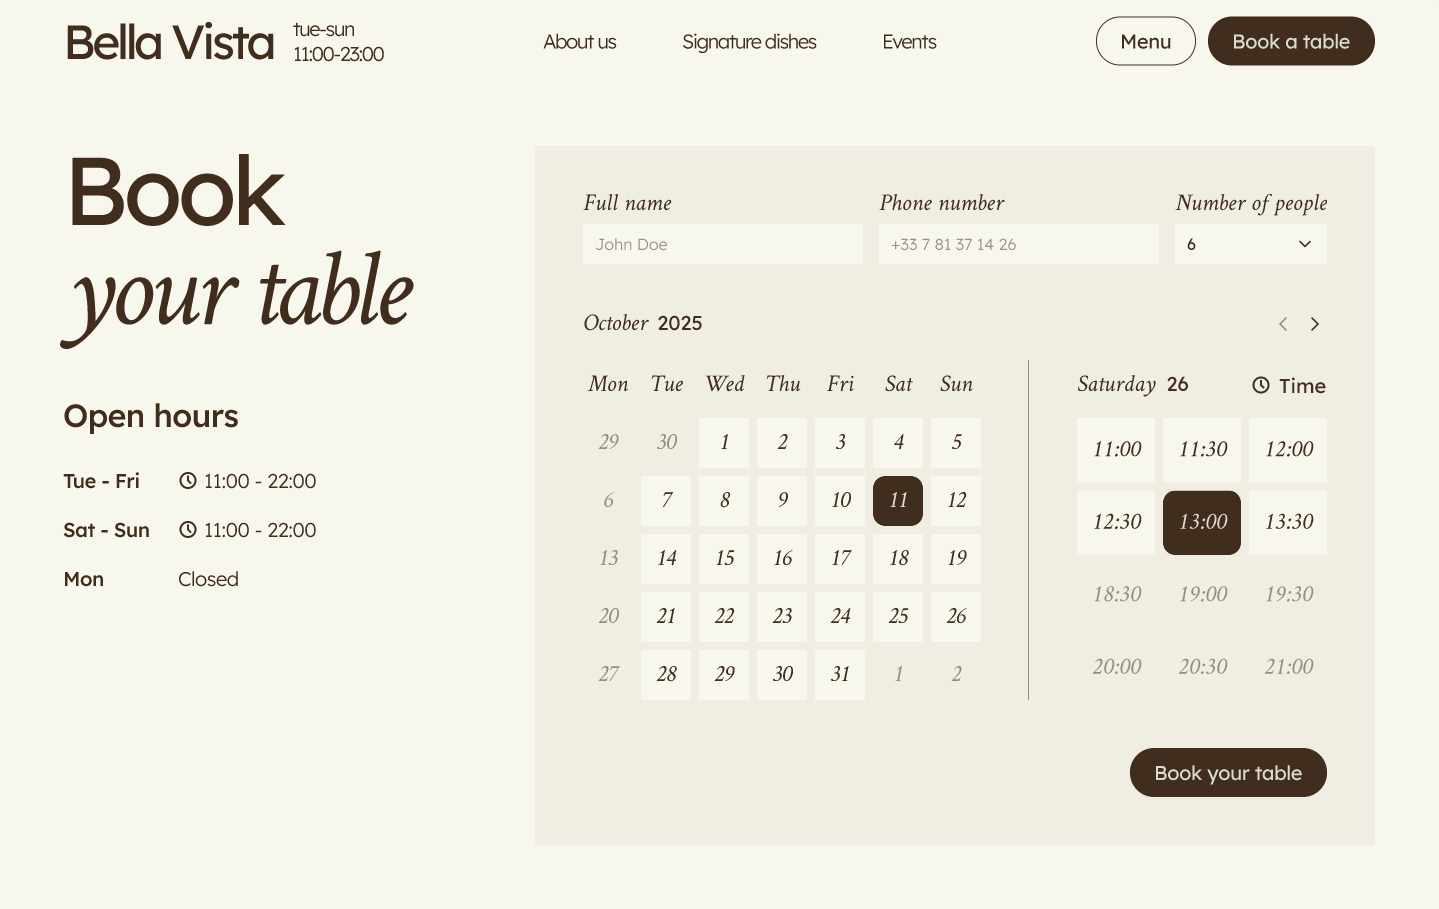 Bella Vista
tue-sun
11:00-23:00
About us
Signature dishes
Events
Menu
Book a table
Book
your table
Open hours
Tue - Fri 11:00 - 22:00
Sat - Sun 11:00 - 22:00
Mon Closed
Full name Phone number Number of people
John Doe +33 7 81 37 14 26 6
October 2025
Mon Tue Wed Thu Fri Sat Sun
29 30 1 2 3 4 5
6 7 8 9 10 11 12
13 14 15 16 17 18 19
20 21 22 23 24 25 26
27 28 29 30 31 1 2
Saturday 26 Time
11:00 11:30 12:00
12:30 13:00 13:30
18:30 19:00 19:30
20:00 20:30 21:00
Book your table